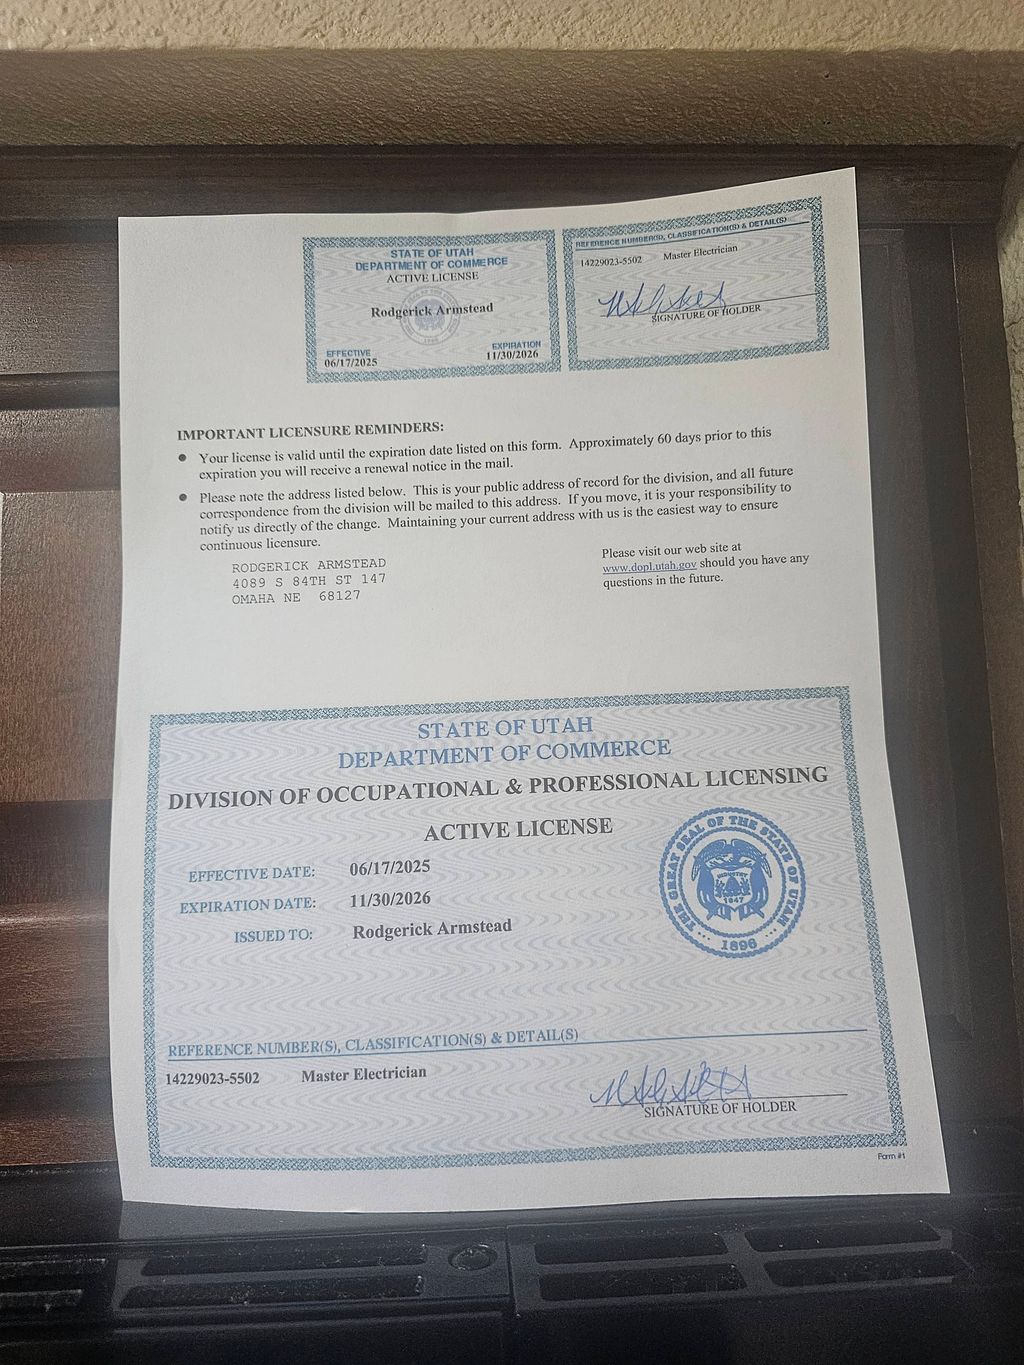 STATE OF UTAH
DEPARTMENT OF COMMERCE
ACTIVE LICENSE
Rodgerick Armstead
EFFECTIVE
06/17/2025
EXPIRATION
11/30/2026
REFERENCE NUMBER(S), CLASSIFICATION(S) & DETAIL(S)
14229023-5502 Master Electrician
SIGNATURE OF HOLDER
IMPORTANT LICENSURE REMINDERS:
● Your license is valid until the expiration date listed on this form. Approximately 60 days prior to this
expiration you will receive a renewal notice in the mail.
● Please note the address listed below. This is your public address of record for the division, and all future
correspondence from the division will be mailed to this address. If you move, it is your responsibility to
notify us directly of the change. Maintaining your current address with us is the easiest way to ensure
continuous licensure.
RODGERICK ARMSTEAD
4089 S 84TH ST 147
OMAHA NE 68127
Please visit our web site at
www.dopl.utah.gov should you have any
questions in the future.
STATE OF UTAH
DEPARTMENT OF COMMERCE
DIVISION OF OCCUPATIONAL & PROFESSIONAL LICENSING
ACTIVE LICENSE
EFFECTIVE DATE: 06/17/2025
EXPIRATION DATE: 11/30/2026
ISSUED TO: Rodgerick Armstead
THE GREAT SEAL OF THE STATE OF UTAH
INDUSTRY
1847
1896
REFERENCE NUMBER(S), CLASSIFICATION(S) & DETAIL(S)
14229023-5502 Master Electrician
SIGNATURE OF HOLDER
Form #1